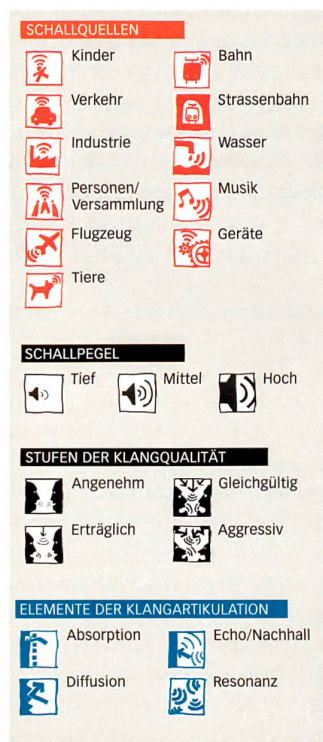 SCHALLQUELLEN
Kinder
Bahn
Verkehr
Strassenbahn
Industrie
Wasser
Personen/
Versammlung
Musik
Flugzeug
Geräte
Tiere
SCHALLPEGEL
Tief
Mittel
Hoch
STUFEN DER KLANGQUALITÄT
Angenehm
Gleichgültig
Erträglich
Aggressiv
ELEMENTE DER KLANGARTIKULATION
Absorption
Echo/Nachhall
Diffusion
Resonanz